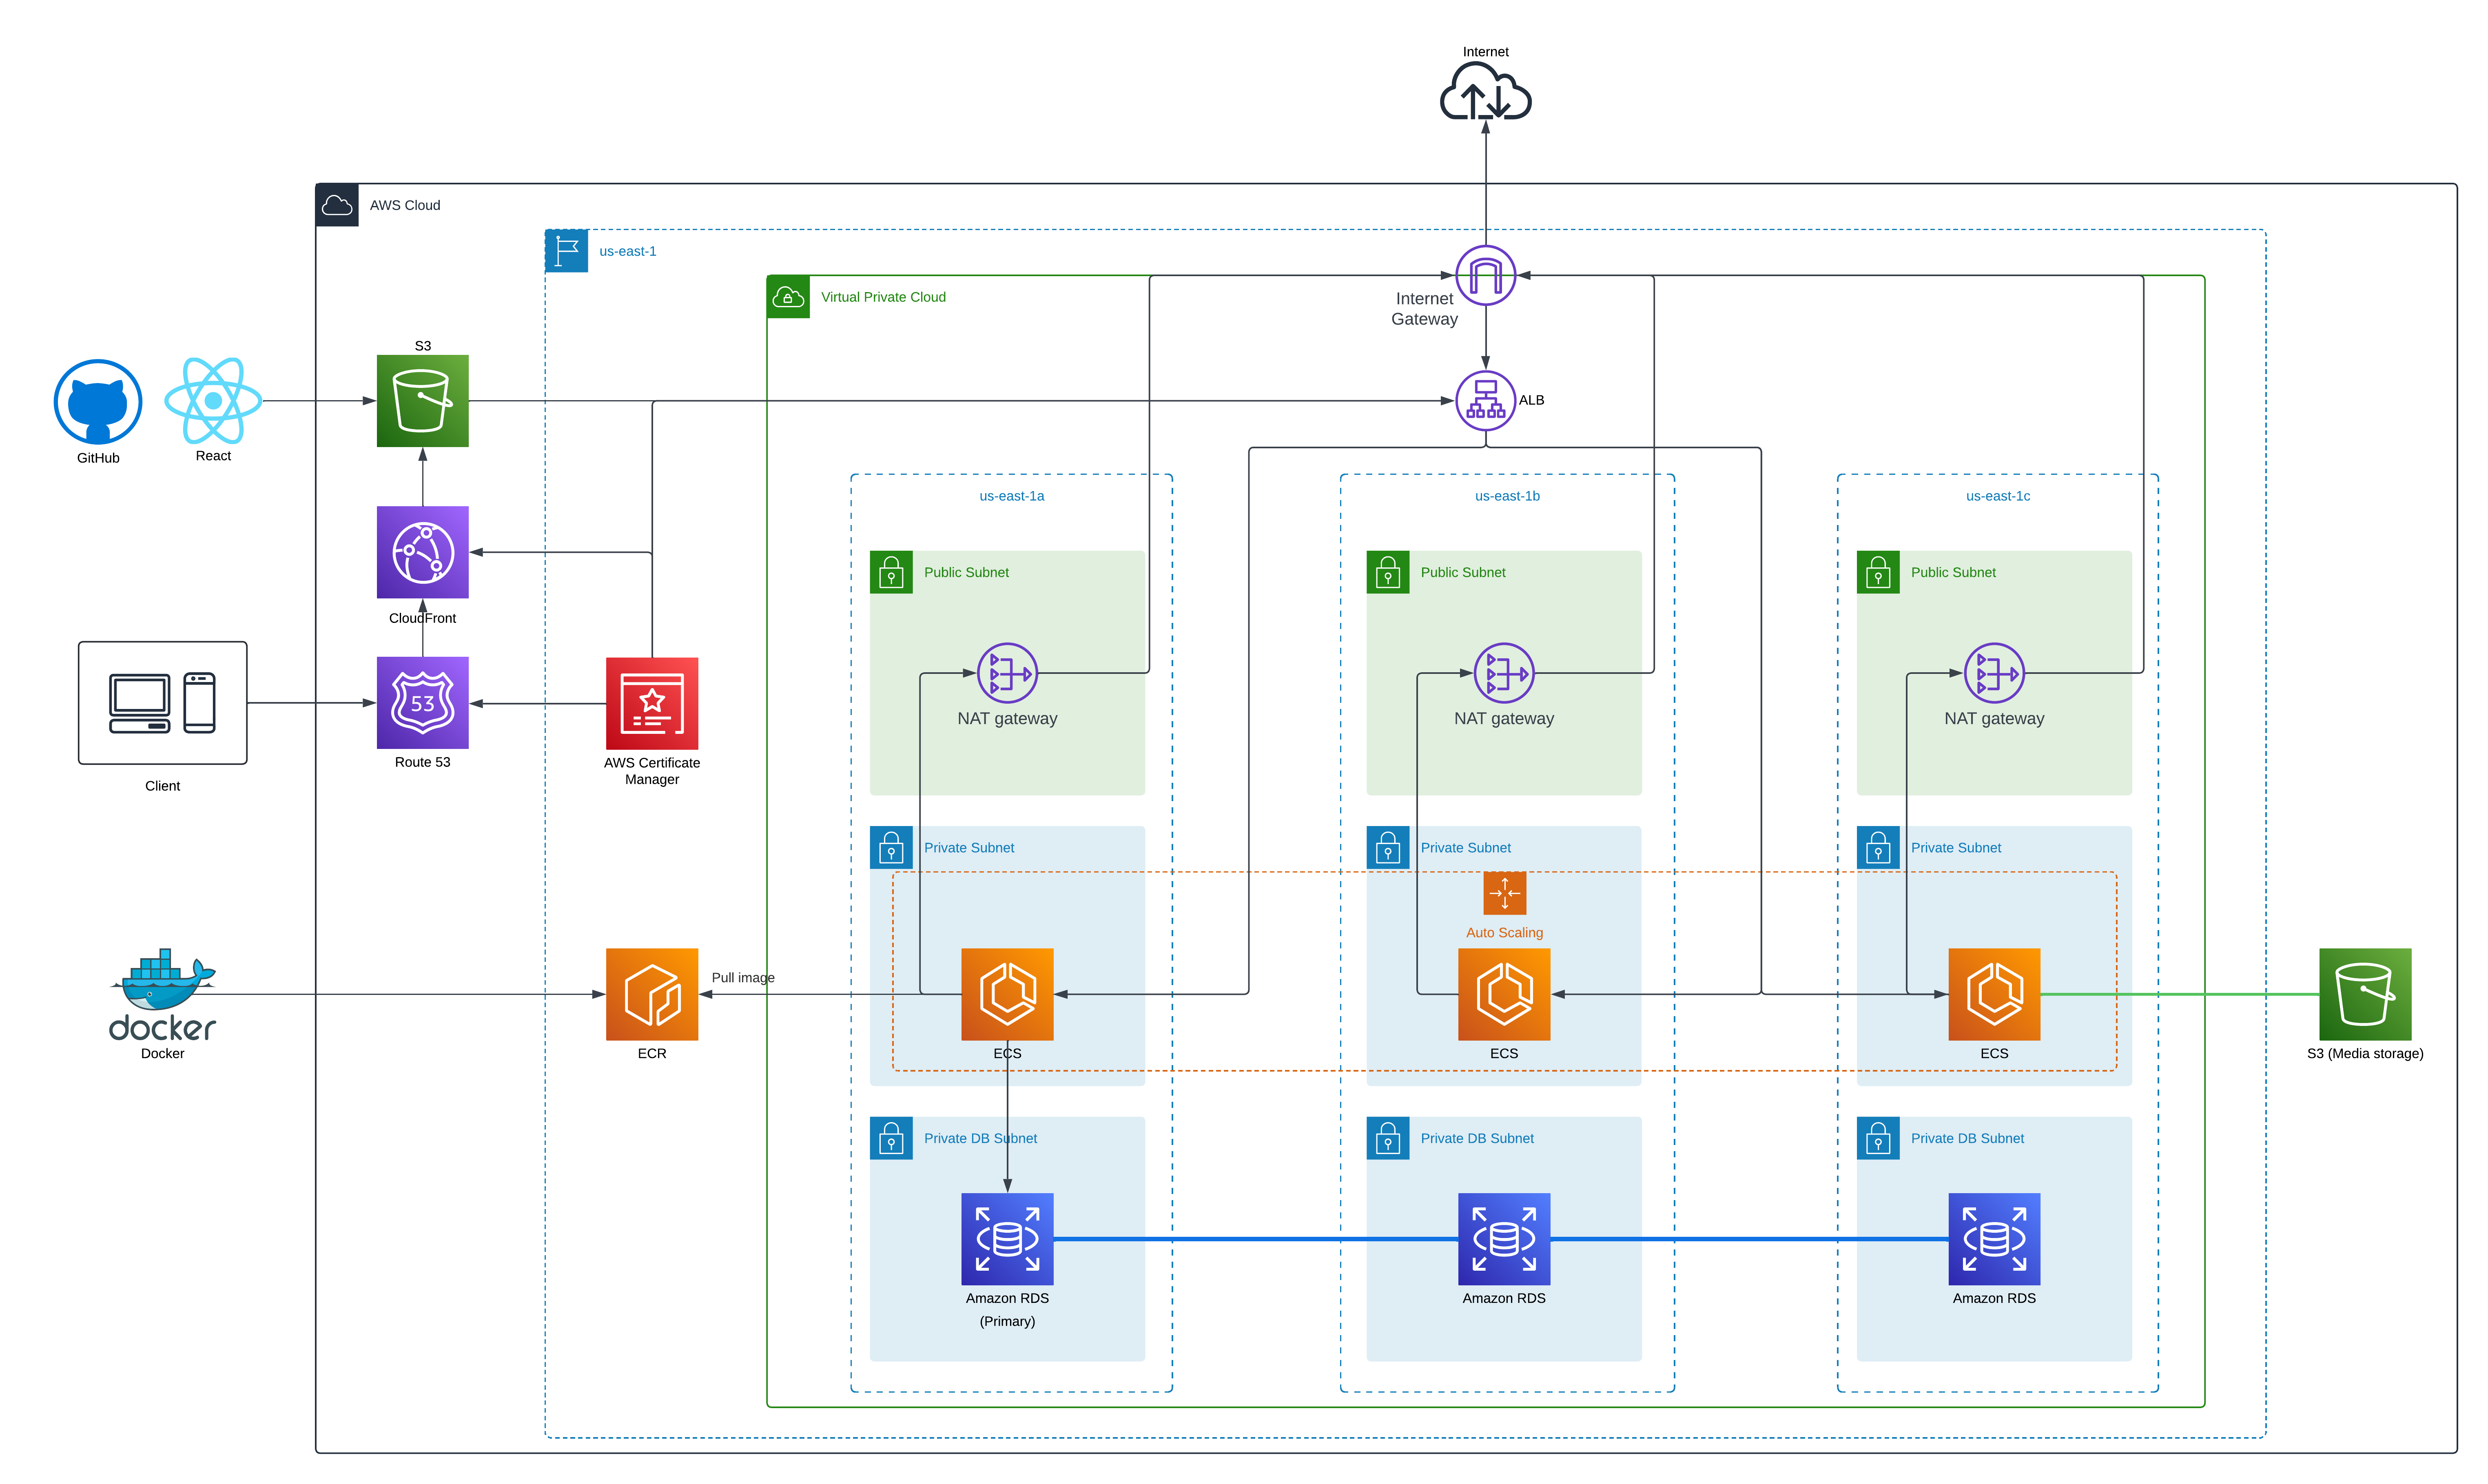 Internet
AWS Cloud
us-east-1
Virtual Private Cloud
Internet
Gateway
S3
ALB
GitHub
React
us-east-1a
us-east-1b
us-east-1c
Public Subnet
Public Subnet
Public Subnet
CloudFront
53
Client
Route 53
AWS Certificate
Manager
NAT gateway
NAT gateway
NAT gateway
Private Subnet
Private Subnet
Private Subnet
Auto Scaling
Pull image
docker
Docker
ECR
ECS
ECS
ECS
S3 (Media storage)
Private DB Subnet
Private DB Subnet
Private DB Subnet
Amazon RDS
(Primary)
Amazon RDS
Amazon RDS